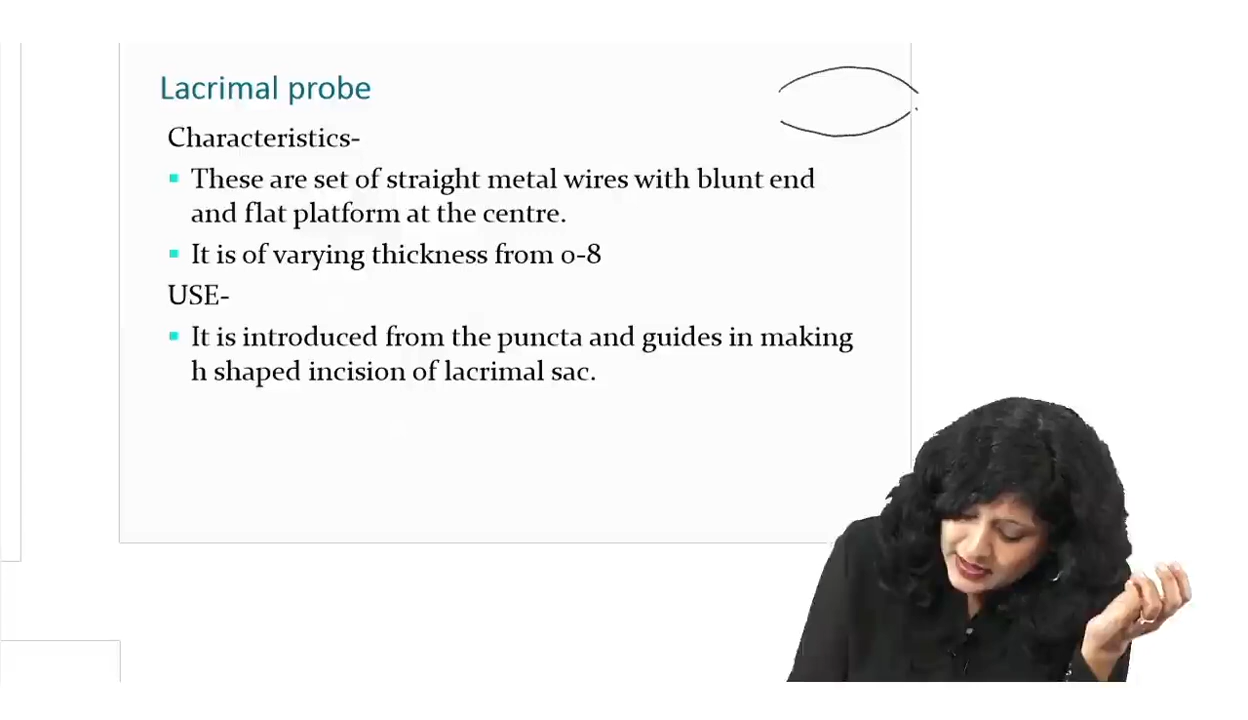 Lacrimal probe
Characteristics-
These are set of straight metal wires with blunt end
and flat platform at the centre.
It is of varying thickness from 0-8
USE-
It is introduced from the puncta and guides in making
h shaped incision of lacrimal sac.